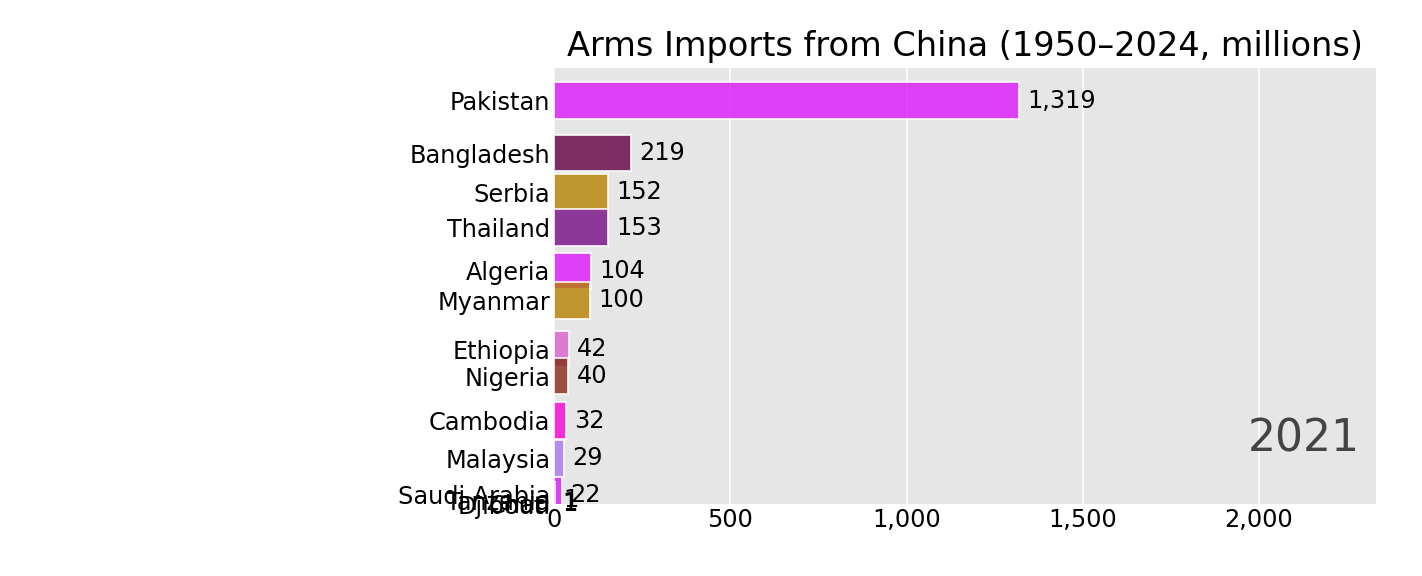 Arms Imports from China (1950–2024, millions)
Pakistan 1,319
Bangladesh 219
Serbia 152
Thailand 153
Algeria 104
Myanmar 100
Ethiopia 42
Nigeria 40
Cambodia 32
Malaysia 29
Saudi Arabia 22
1
2021
0 500 1,000 1,500 2,000